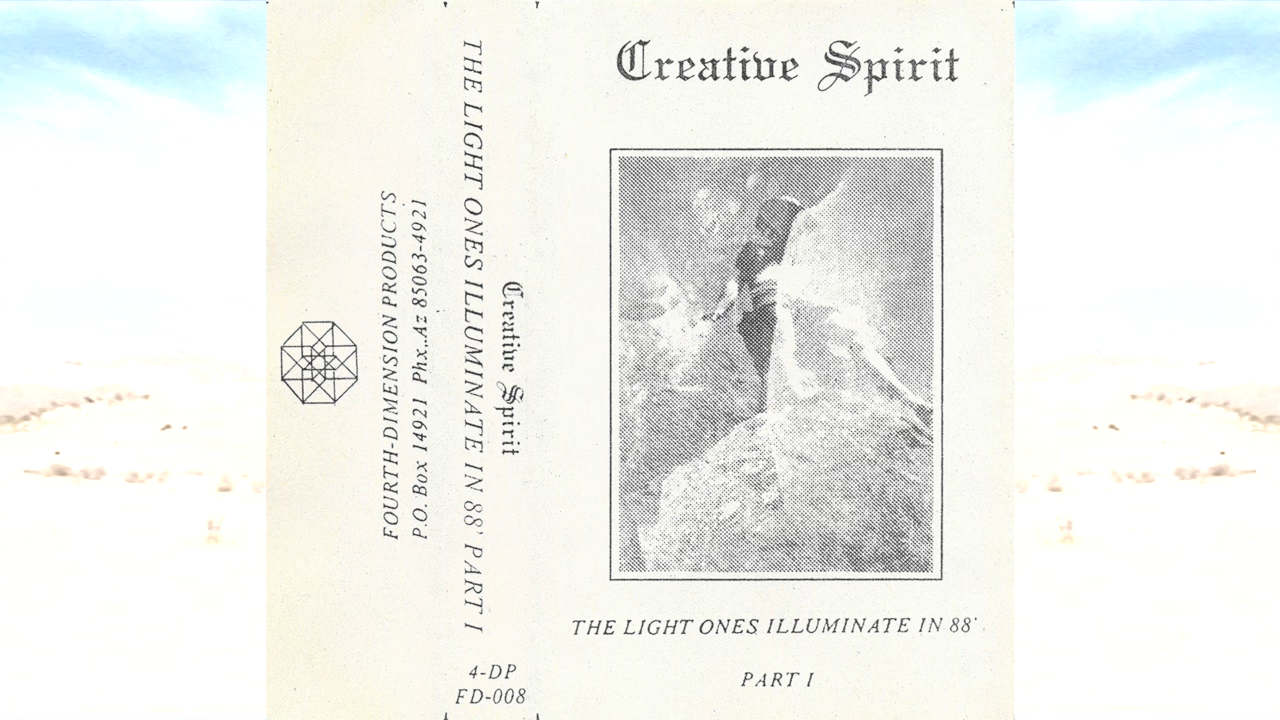 FOURTH-DIMENSION PRODUCTS
P.O. Box 14921 Phx., Az 85063-4921
THE LIGHT ONES ILLUMINATE IN 88' PART I
Creative Spirit
4-DP
FD-008
Creative Spirit
THE LIGHT ONES ILLUMINATE IN 88'
PART I